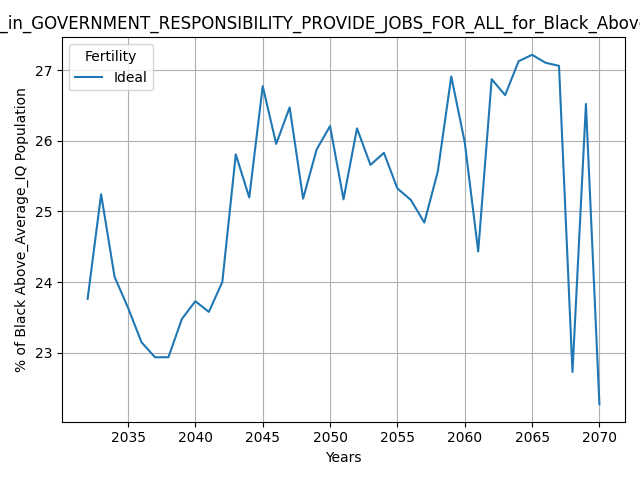 _in_GOVERNMENT_RESPONSIBILITY_PROVIDE_JOBS_FOR_ALL_for_Black_Above
Fertility
Ideal
27
26
25
24
23
% of Black Above_Average_IQ Population
2035 2040 2045 2050 2055 2060 2065 2070
Years